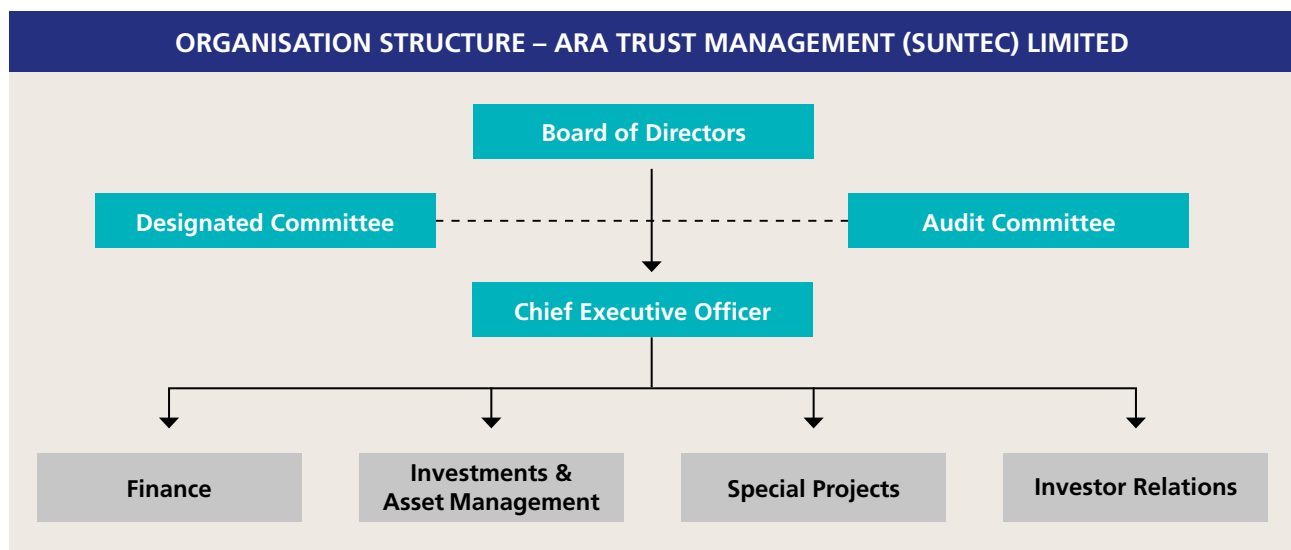 ORGANISATION STRUCTURE – ARA TRUST MANAGEMENT (SUNTEC) LIMITED
Board of Directors
Designated Committee
Audit Committee
Chief Executive Officer
Finance
Investments &
Asset Management
Special Projects
Investor Relations